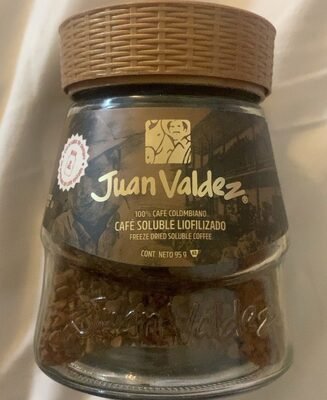 Juan Valdez®
100% CAFÉ COLOMBIANO
CAFÉ SOLUBLE LIOFILIZADO
FREEZE DRIED SOLUBLE COFFEE
CONT. NETO 95 g
Juan Valdez